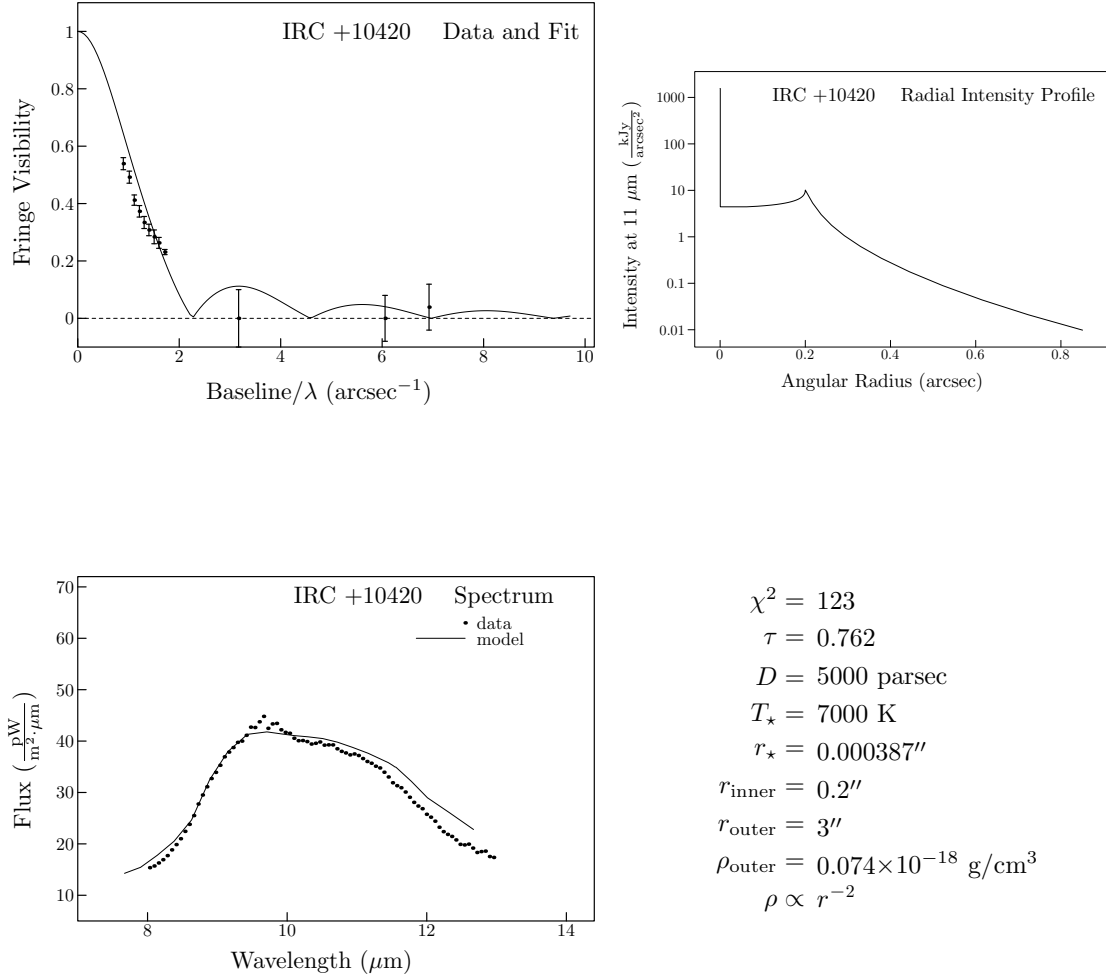 IRC +10420 Data and Fit
1
0.8
0.6
0.4
0.2
0
0 2 4 6 8 10
Fringe Visibility
Baseline/λ (arcsec⁻¹)
IRC +10420 Radial Intensity Profile
1000
100
10
1
0.1
0.01
0 0.2 0.4 0.6 0.8
Intensity at 11 μm (kJy/arcsec²)
Angular Radius (arcsec)
IRC +10420 Spectrum
data
model
70
60
50
40
30
20
10
8 10 12 14
Flux (pW/m²·μm)
Wavelength (μm)
χ² = 123
τ = 0.762
D = 5000 parsec
T⋆ = 7000 K
r⋆ = 0.000387″
r_inner = 0.2″
r_outer = 3″
ρ_outer = 0.074×10⁻¹⁸ g/cm³
ρ ∝ r⁻²